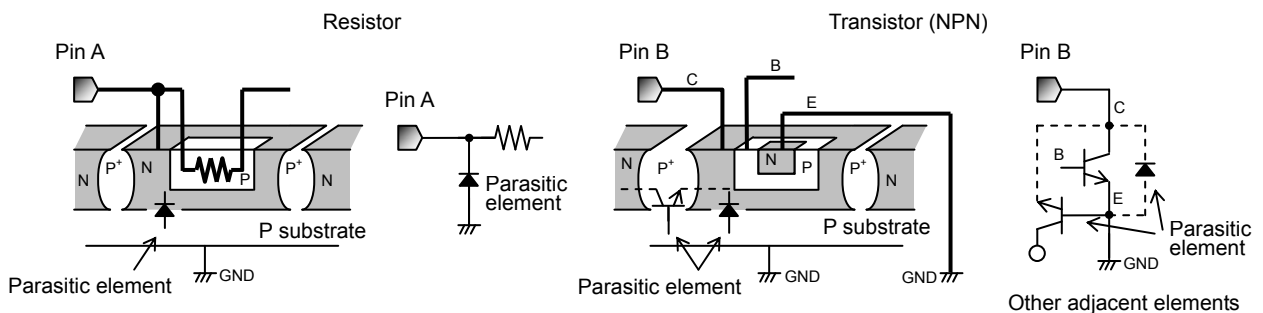 Resistor
Pin A
N
P⁺
N
P
P⁺
N
P substrate
GND
Parasitic element
Pin A
Parasitic
element
Transistor (NPN)
Pin B
C
B
E
N
P⁺
N
P
P⁺
N
P substrate
GND
GND
Parasitic element
Pin B
C
B
E
Parasitic
element
GND
Other adjacent elements